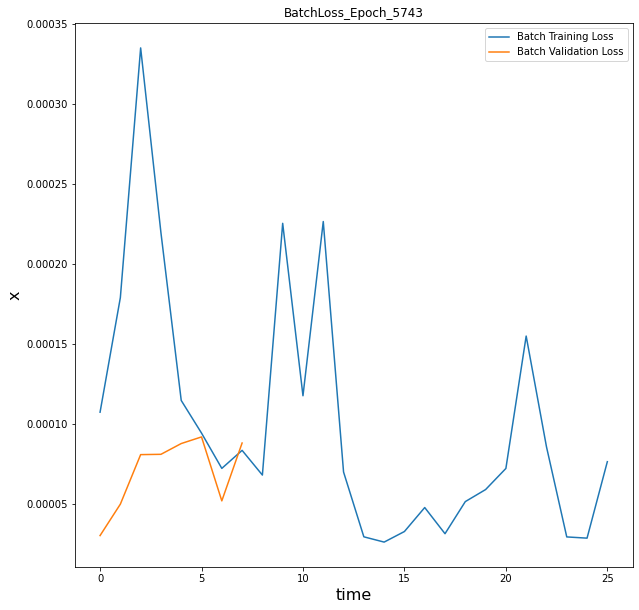 BatchLoss_Epoch_5743
Batch Training Loss
Batch Validation Loss
0.00035
0.00030
0.00025
0.00020
0.00015
0.00010
0.00005
x
0 5 10 15 20 25
time